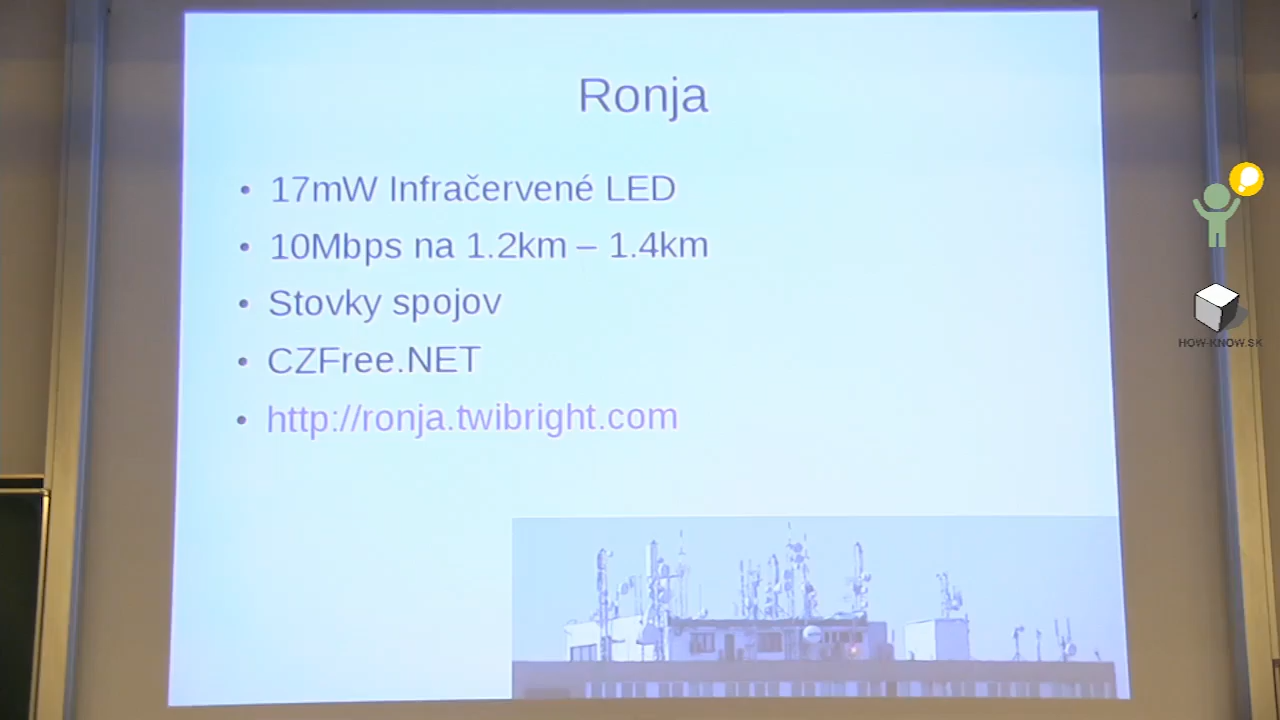 Ronja
• 17mW Infračervené LED
• 10Mbps na 1.2km – 1.4km
• Stovky spojov
• CZFree.NET
• http://ronja.twibright.com
HOW-KNOW.SK